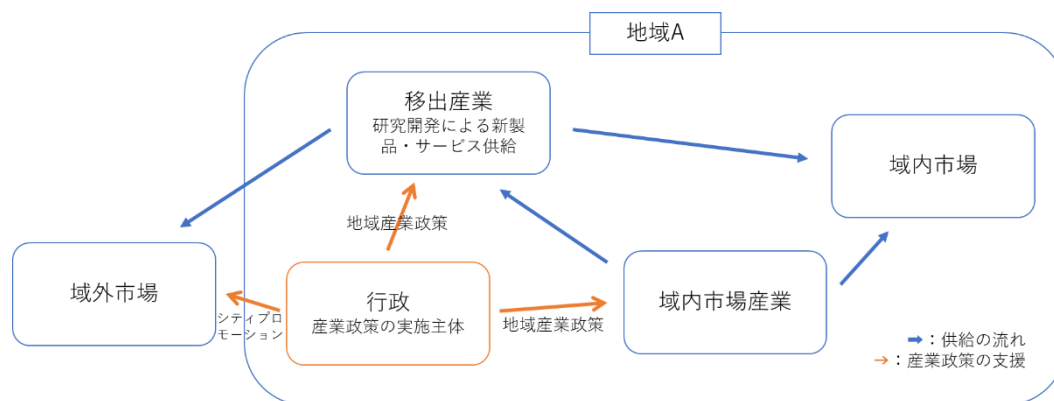 地域A
移出産業
研究開発による新製
品・サービス供給
域内市場
地域産業政策
域外市場
行政
産業政策の実施主体
域内市場産業
シティプロ
モーション
地域産業政策
：供給の流れ
：産業政策の支援